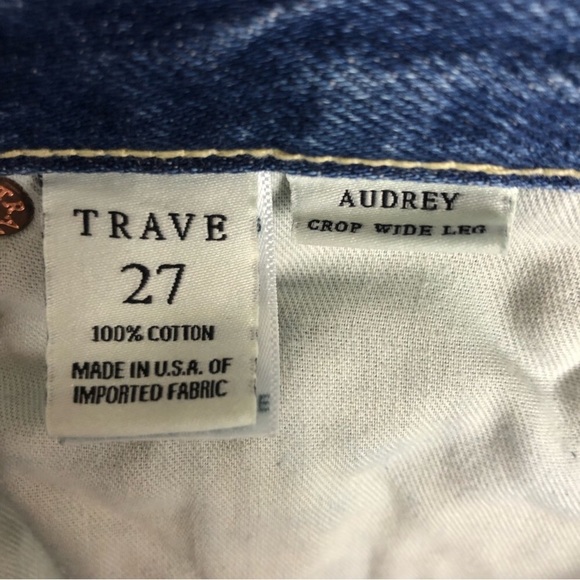 TRAVE
27
100% COTTON
MADE IN U.S.A. OF
IMPORTED FABRIC
AUDREY
CROP WIDE LEG
E